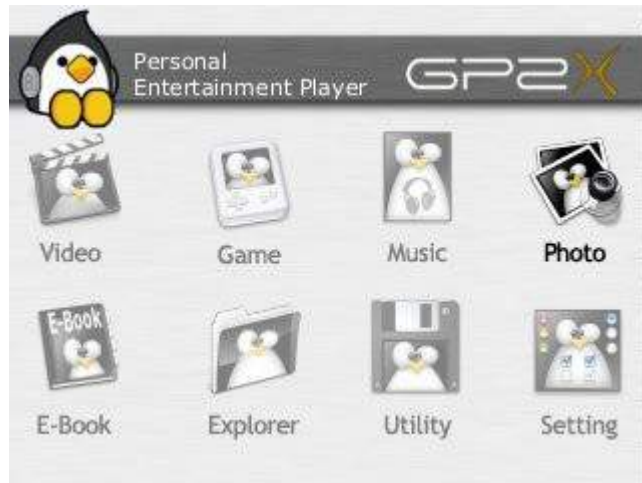 Personal
Entertainment Player
GP2X
Video
Game
Music
Photo
E-Book
E-Book
Explorer
Utility
Setting